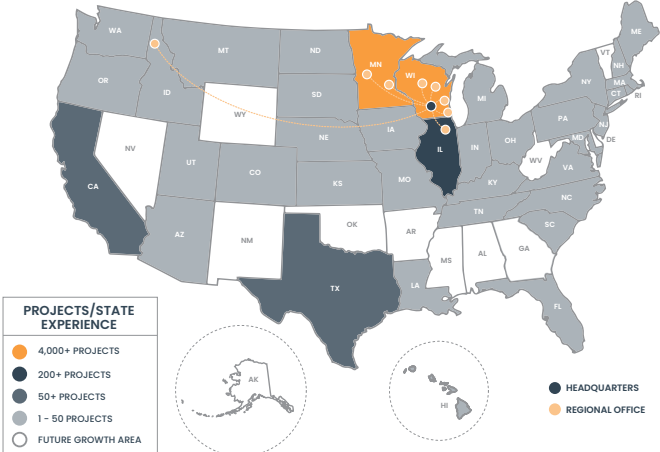 WA
MT
ND
MN
WI
ME
VT
NH
MA
CT
RI
NY
OR
ID
WY
SD
IA
MI
PA
NJ
DE
MD
NV
UT
CO
NE
IL
IN
OH
WV
VA
CA
AZ
NM
KS
MO
KY
NC
TN
SC
OK
AR
MS
AL
GA
TX
LA
FL
AK
HI
PROJECTS/STATE
EXPERIENCE
4,000+ PROJECTS
200+ PROJECTS
50+ PROJECTS
1 - 50 PROJECTS
FUTURE GROWTH AREA
HEADQUARTERS
REGIONAL OFFICE